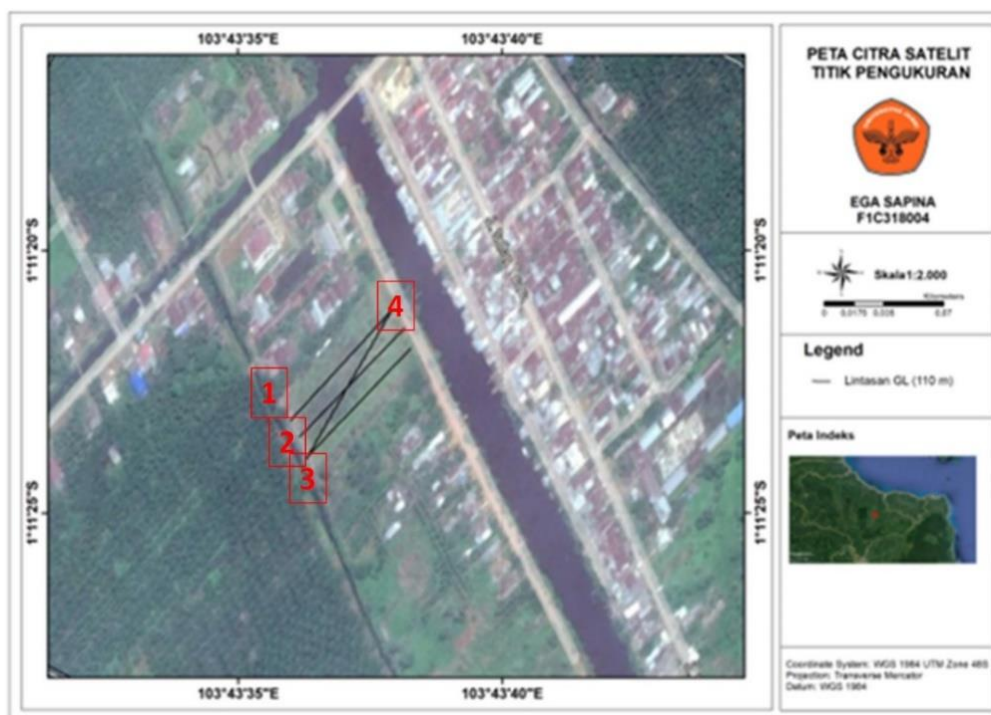 103°43'35"E
103°43'40"E
1°11'20"S
1°11'20"S
1°11'25"S
1°11'25"S
103°43'35"E
103°43'40"E
4
1
2
3
PETA CITRA SATELIT
TITIK PENGUKURAN
EGA SAPINA
F1C318004
Skala1:2.000
Kilometers
0 0.0175 0.035 0.07
Legend
Lintasan GL (110 m)
Peta Indeks
Coordinate System: WGS 1984 UTM Zone 48S
Projection: Transverse Mercator
Datum: WGS 1984